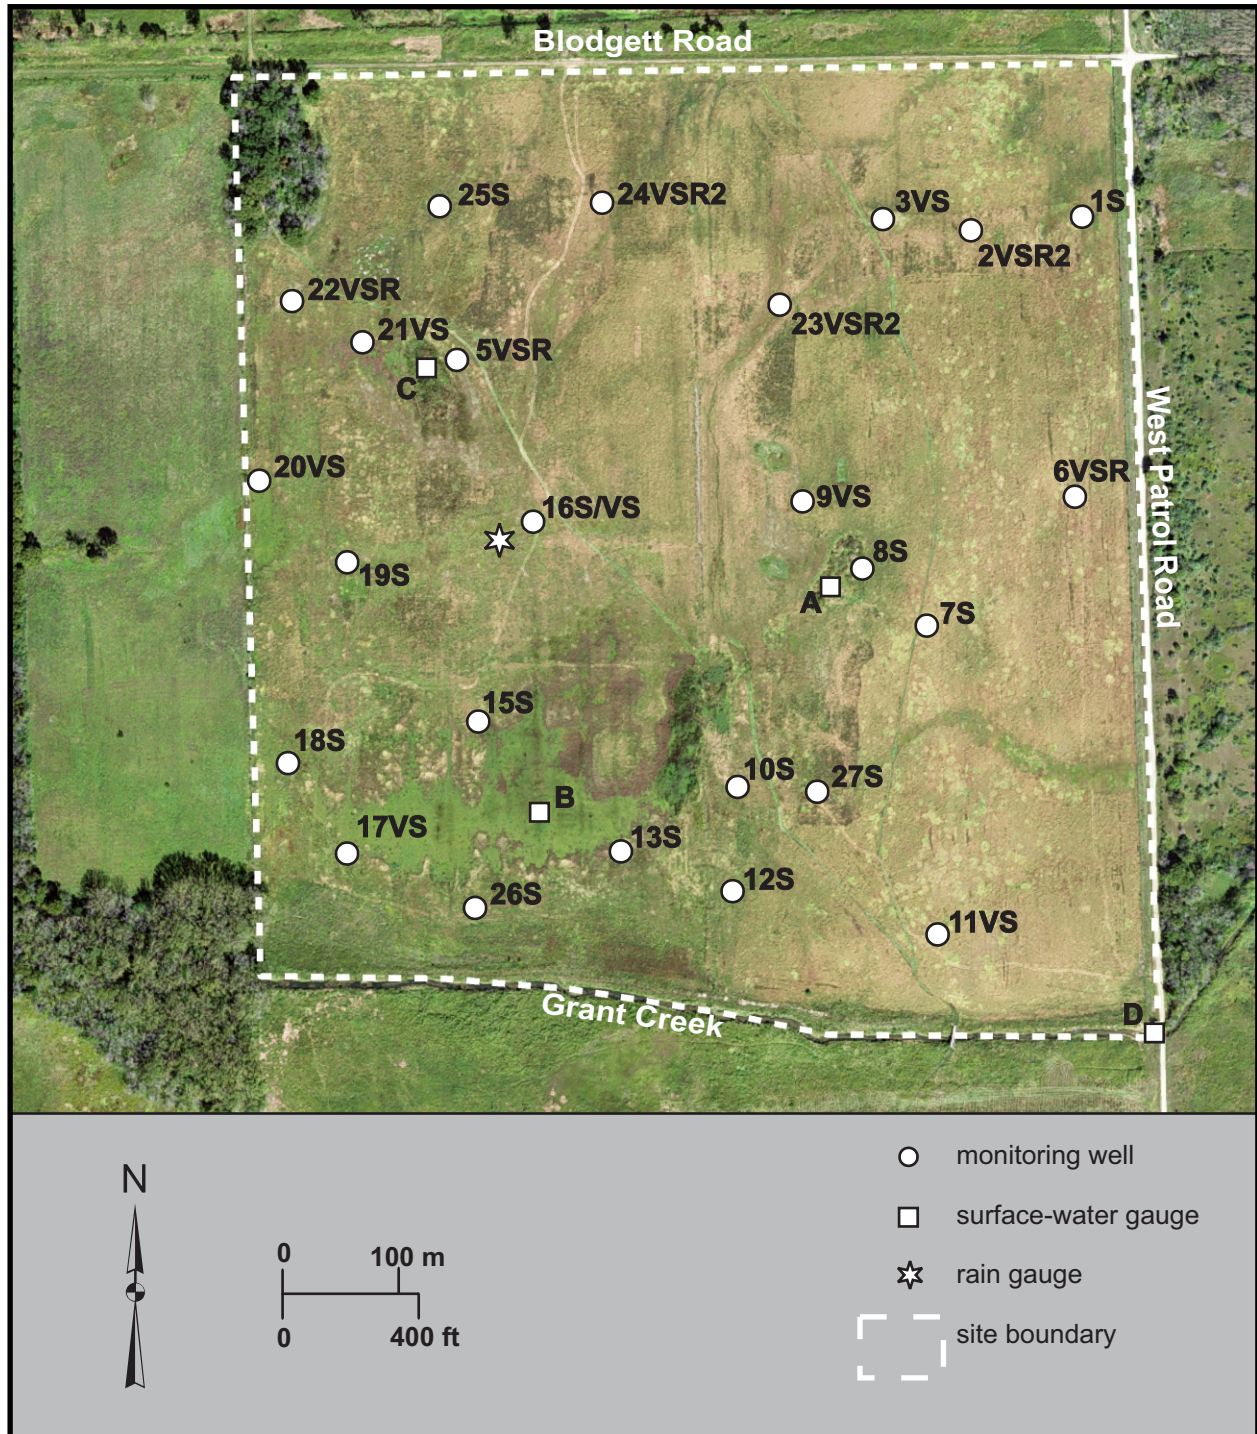 Blodgett Road
25S
24VSR2
3VS
1S
2VSR2
22VSR
23VSR2
21VS
5VSR
C
West Patrol Road
20VS
6VSR
16S/VS
9VS
19S
8S
A
7S
15S
18S
10S
27S
B
17VS
13S
12S
26S
11VS
Grant Creek
D
N
0
100 m
0
400 ft
monitoring well
surface-water gauge
rain gauge
site boundary